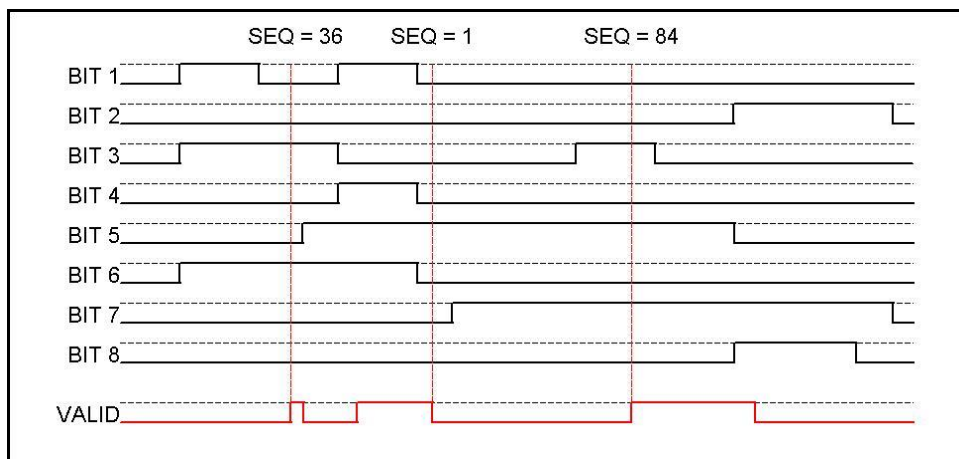 SEQ = 36 SEQ = 1 SEQ = 84
BIT 1
BIT 2
BIT 3
BIT 4
BIT 5
BIT 6
BIT 7
BIT 8
VALID